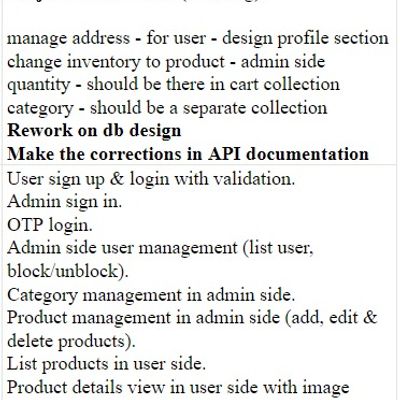 manage address - for user - design profile section
change inventory to product - admin side
quantity - should be there in cart collection
category - should be a separate collection
Rework on db design
Make the corrections in API documentation
User sign up & login with validation.
Admin sign in.
OTP login.
Admin side user management (list user,
block/unblock).
Category management in admin side.
Product management in admin side (add, edit &
delete products).
List products in user side.
Product details view in user side with image